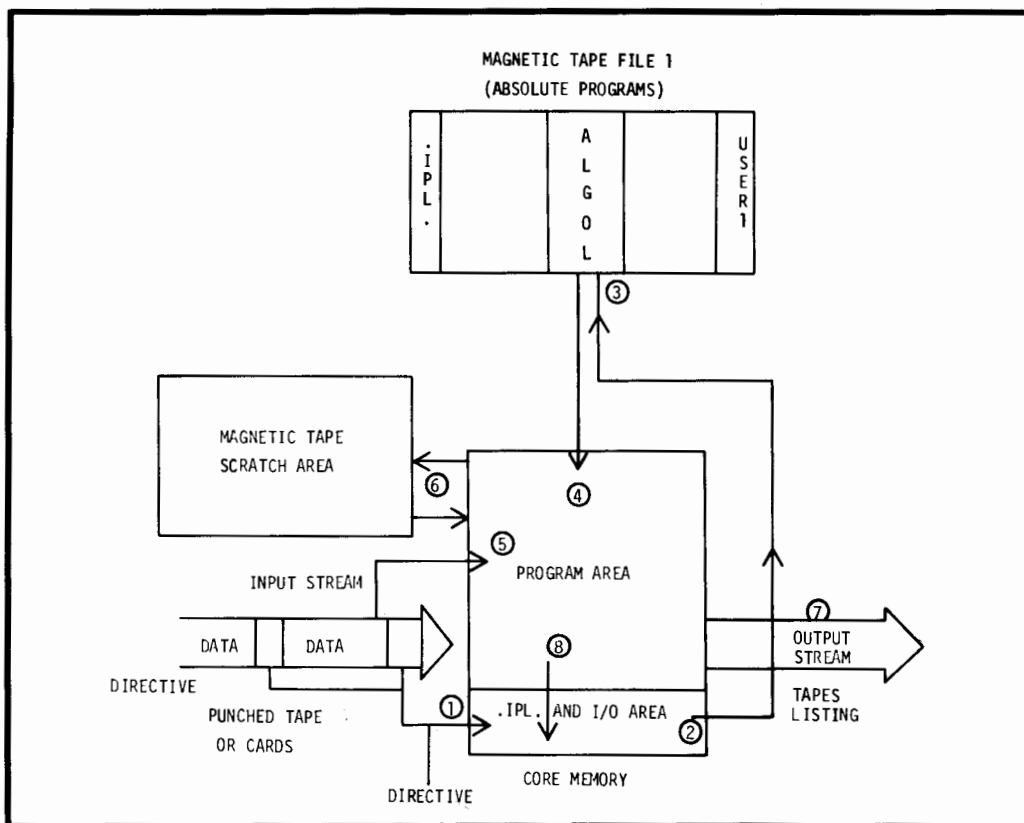 MAGNETIC TAPE FILE 1
(ABSOLUTE PROGRAMS)
.IPL.
ALGOL
USER1
③
MAGNETIC TAPE
SCRATCH AREA
⑥
④
⑤
PROGRAM AREA
INPUT STREAM
⑦
DATA
DATA
⑧
OUTPUT
STREAM
DIRECTIVE
PUNCHED TAPE
OR CARDS
①
.IPL. AND I/O AREA
②
TAPES
LISTING
CORE MEMORY
DIRECTIVE